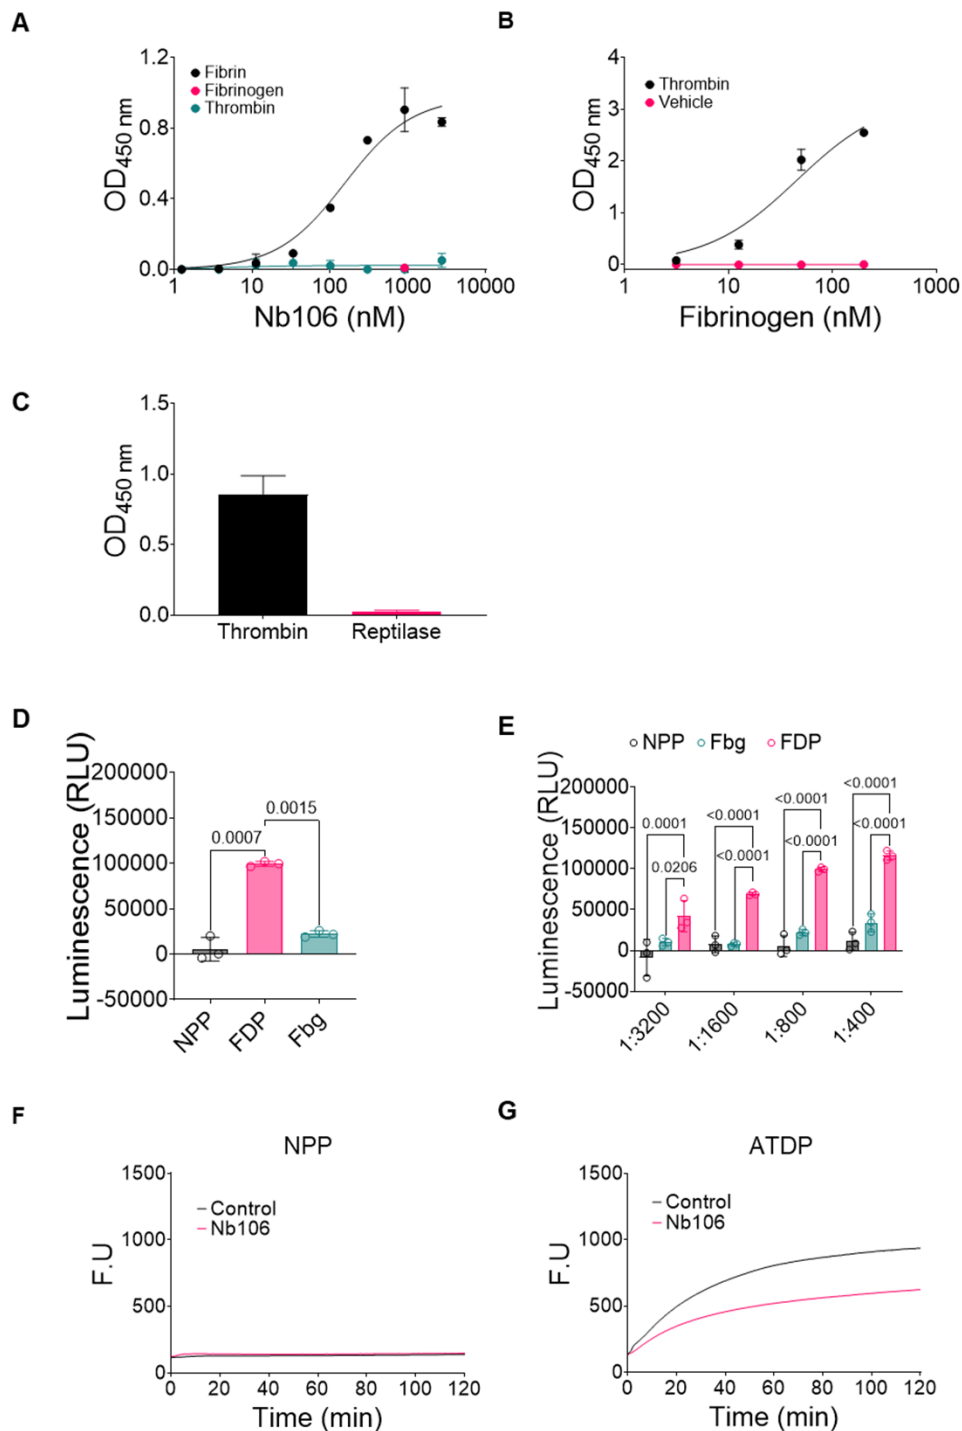 A
1.2
0.8
0.4
0.0
OD450 nm
Fibrin
Fibrinogen
Thrombin
1 10 100 1000 10000
Nb106 (nM)
B
4
3
2
1
0
OD450 nm
Thrombin
Vehicle
1 10 100 1000
Fibrinogen (nM)
C
1.5
1.0
0.5
0.0
OD450 nm
Thrombin Reptilase
D
Luminescence (RLU)
200000
150000
100000
50000
0
-50000
0.0007
0.0015
NPP FDP Fbg
E
NPP Fbg FDP
Luminescence (RLU)
200000
150000
100000
50000
0
-50000
0.0001
0.0206
<0.0001
<0.0001
<0.0001
<0.0001
<0.0001
<0.0001
1:3200 1:1600 1:800 1:400
F
NPP
1500
1000
500
0
F.U
Control
Nb106
0 20 40 60 80 100 120
Time (min)
G
ATDP
1500
1000
500
0
F.U
Control
Nb106
0 20 40 60 80 100 120
Time (min)